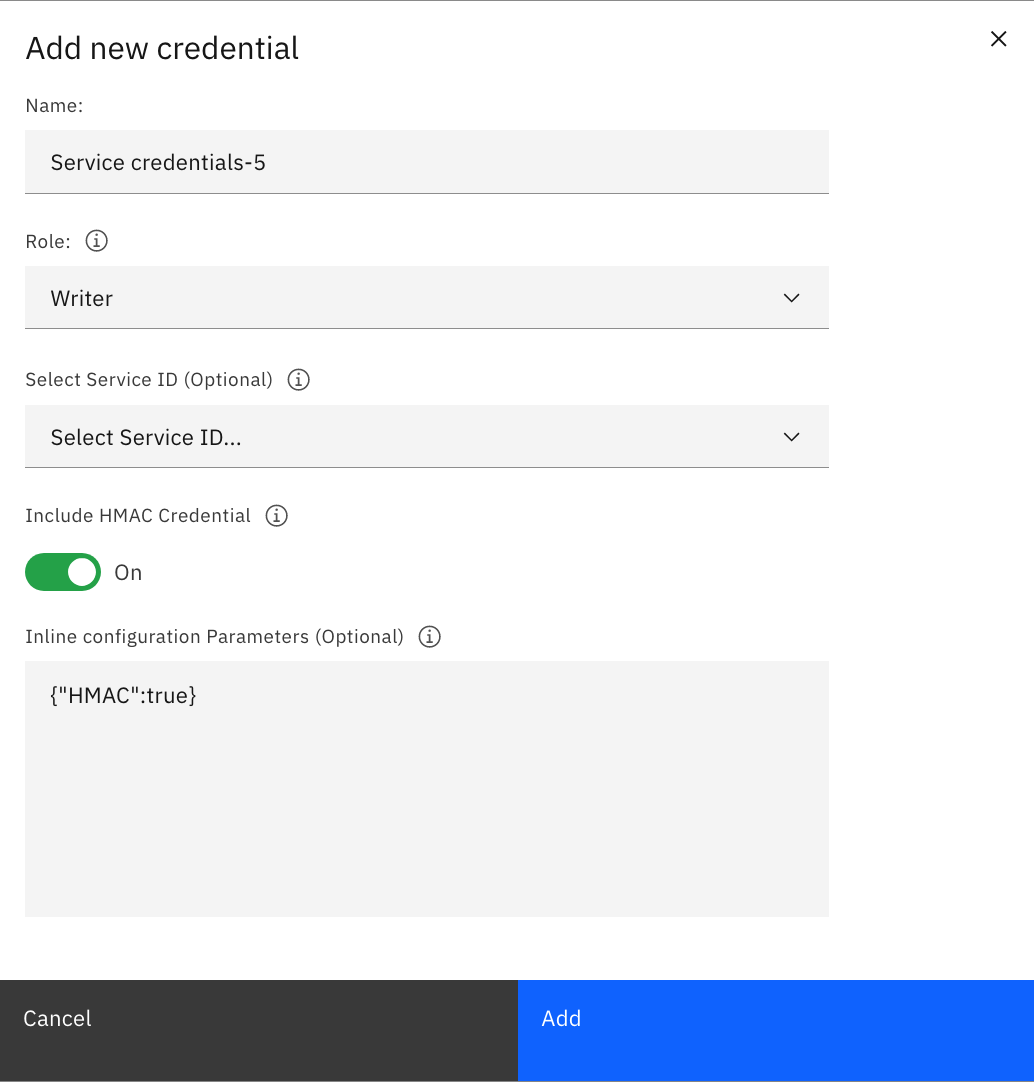 Add new credential
Name:
Service credentials-5
Role:
Writer
Select Service ID (Optional)
Select Service ID...
Include HMAC Credential
On
Inline configuration Parameters (Optional)
{"HMAC":true}
Cancel
Add